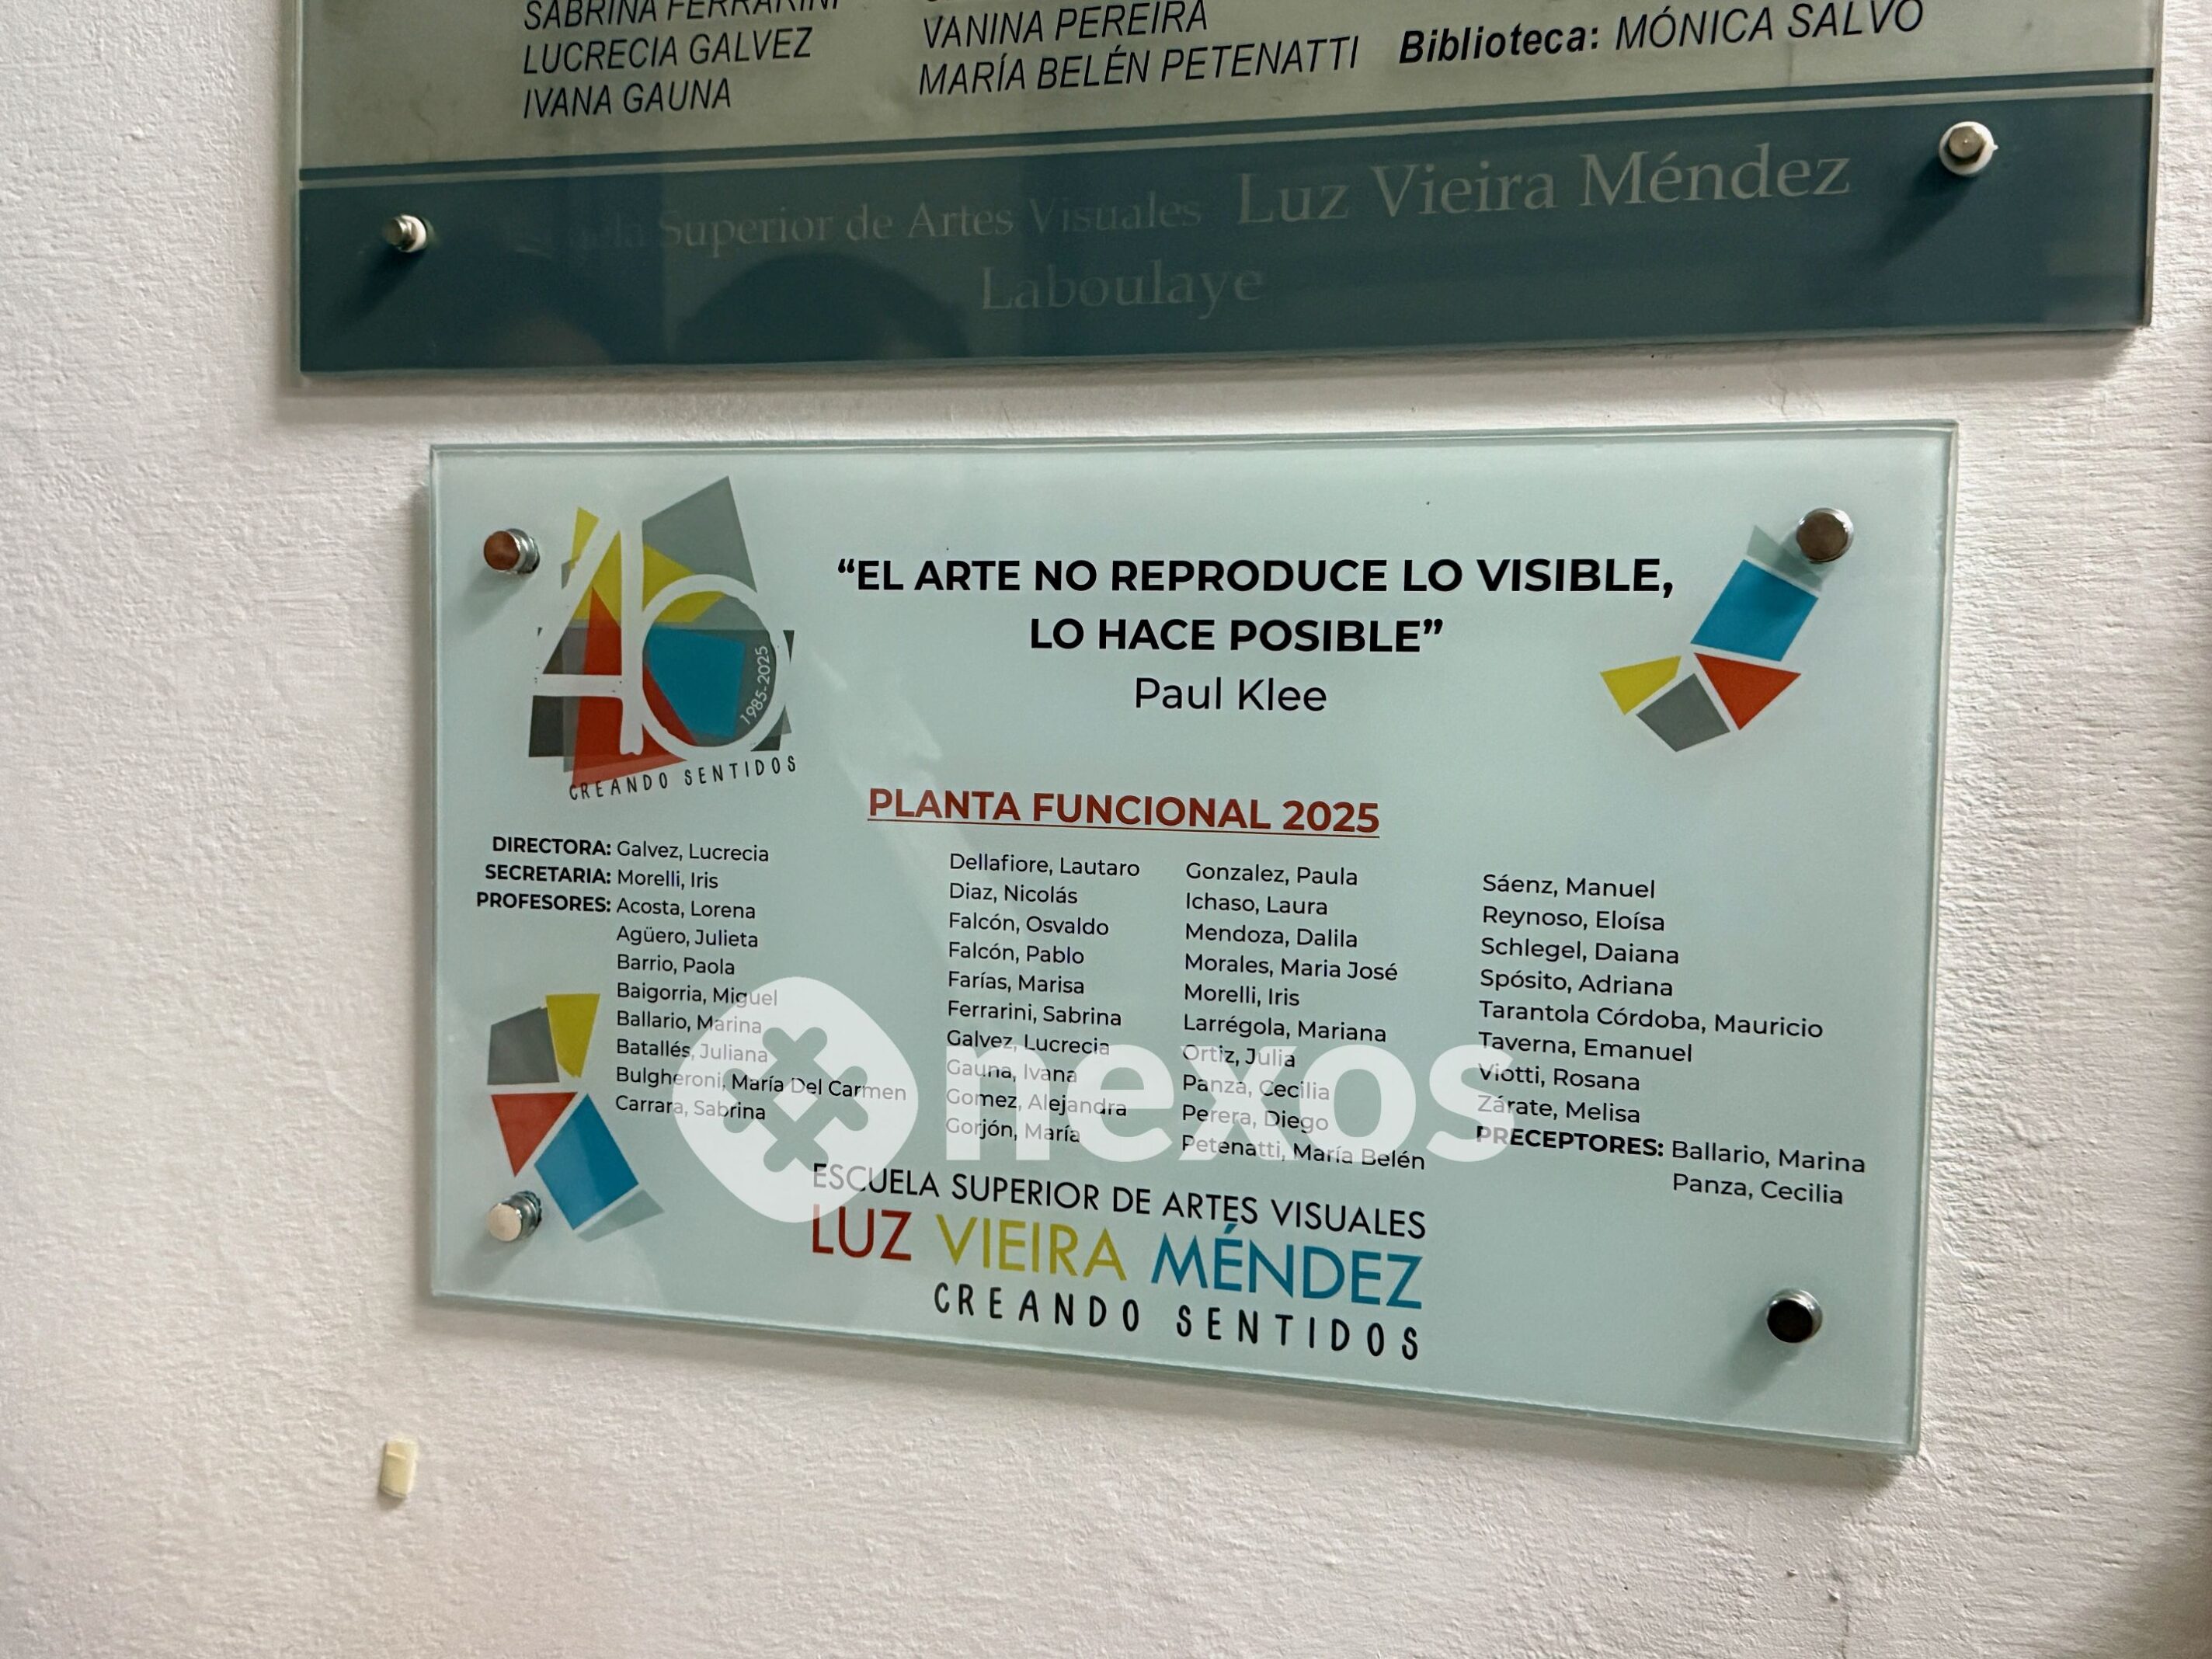 SABRINA FERRARINI
LUCRECIA GALVEZ
IVANA GAUNA
VANINA PEREIRA
MARÍA BELÉN PETENATTI
Biblioteca: MÓNICA SALVO
Superior de Artes Visuales Luz Vieira Méndez
Laboulaye
40
1985-2025
CREANDO SENTIDOS
“EL ARTE NO REPRODUCE LO VISIBLE,
LO HACE POSIBLE”
Paul Klee
PLANTA FUNCIONAL 2025
DIRECTORA: Galvez, Lucrecia
SECRETARIA: Morelli, Iris
PROFESORES: Acosta, Lorena
Agüero, Julieta
Barrio, Paola
Baigorria, Miguel
Ballario, Marina
Batallés, Juliana
Bulgheroni, María Del Carmen
Carrara, Sabrina
Dellafiore, Lautaro
Diaz, Nicolás
Falcón, Osvaldo
Falcón, Pablo
Farías, Marisa
Ferrarini, Sabrina
Galvez, Lucrecia
Gauna, Ivana
Gomez, Alejandra
Gorjón, María
Gonzalez, Paula
Ichaso, Laura
Mendoza, Dalila
Morales, Maria José
Morelli, Iris
Larrégola, Mariana
Ortiz, Julia
Panza, Cecilia
Perera, Diego
Petenatti, María Belén
Sáenz, Manuel
Reynoso, Eloísa
Schlegel, Daiana
Spósito, Adriana
Tarantola Córdoba, Mauricio
Taverna, Emanuel
Viotti, Rosana
Zárate, Melisa
PRECEPTORES: Ballario, Marina
Panza, Cecilia
nexos
ESCUELA SUPERIOR DE ARTES VISUALES
LUZ VIEIRA MÉNDEZ
CREANDO SENTIDOS